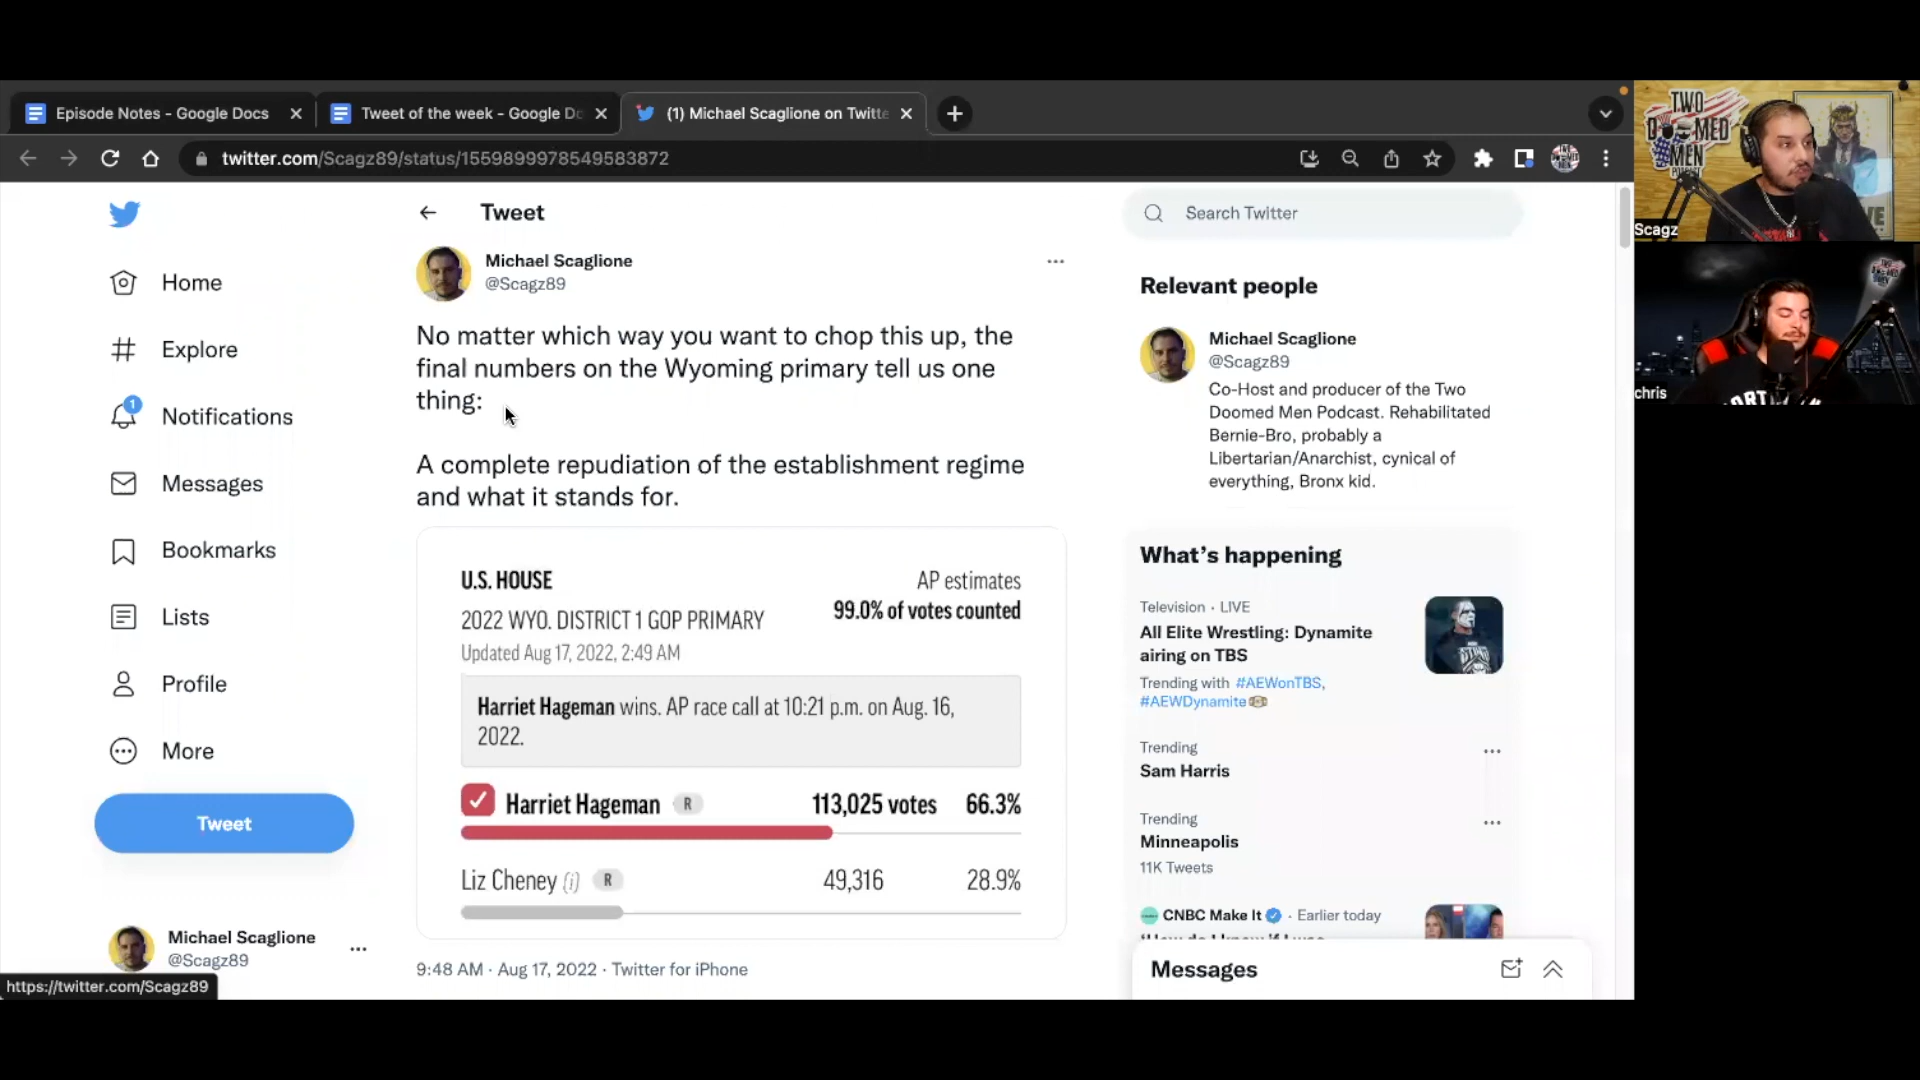 Episode Notes - Google Docs
Tweet of the week - Google Do
(1) Michael Scaglione on Twitte
twitter.com/Scagz89/status/1559899978549583872
TWO
DOOMED
MEN
PODCAST
Scagz
chris
Home
Explore
1
Notifications
Messages
Bookmarks
Lists
Profile
More
Tweet
Michael Scaglione
@Scagz89
https://twitter.com/Scagz89
Tweet
Michael Scaglione
@Scagz89
No matter which way you want to chop this up, the
final numbers on the Wyoming primary tell us one
thing:
A complete repudiation of the establishment regime
and what it stands for.
U.S. HOUSE
AP estimates
2022 WYO. DISTRICT 1 GOP PRIMARY
99.0% of votes counted
Updated Aug 17, 2022, 2:49 AM
Harriet Hageman wins. AP race call at 10:21 p.m. on Aug. 16,
2022.
Harriet Hageman R 113,025 votes 66.3%
Liz Cheney (i) R 49,316 28.9%
9:48 AM · Aug 17, 2022 · Twitter for iPhone
Search Twitter
Relevant people
Michael Scaglione
@Scagz89
Co-Host and producer of the Two
Doomed Men Podcast. Rehabilitated
Bernie-Bro, probably a
Libertarian/Anarchist, cynical of
everything, Bronx kid.
What's happening
Television · LIVE
All Elite Wrestling: Dynamite
airing on TBS
Trending with #AEWonTBS,
#AEWDynamite
Trending
Sam Harris
Trending
Minneapolis
11K Tweets
CNBC Make It · Earlier today
Messages